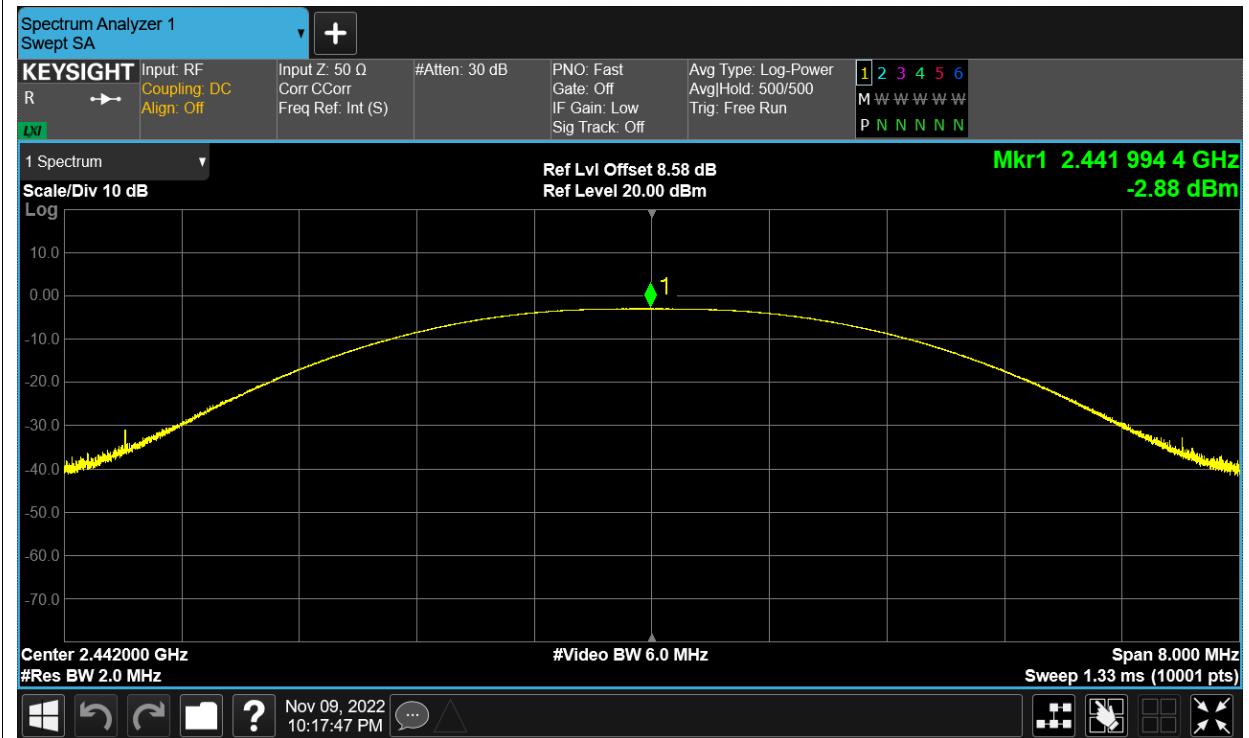 Spectrum Analyzer 1
Swept SA
KEYSIGHT
R
LXI
Input: RF
Coupling: DC
Align: Off
Input Z: 50 Ω
Corr CCorr
Freq Ref: Int (S)
#Atten: 30 dB
PNO: Fast
Gate: Off
IF Gain: Low
Sig Track: Off
Avg Type: Log-Power
Avg|Hold: 500/500
Trig: Free Run
1 2 3 4 5 6
M W W W W W
P N N N N N
1 Spectrum
Scale/Div 10 dB
Ref Lvl Offset 8.58 dB
Ref Level 20.00 dBm
Mkr1 2.441 994 4 GHz
-2.88 dBm
Log
10.0
0.00
-10.0
-20.0
-30.0
-40.0
-50.0
-60.0
-70.0
1
Center 2.442000 GHz
#Res BW 2.0 MHz
#Video BW 6.0 MHz
Span 8.000 MHz
Sweep 1.33 ms (10001 pts)
?
Nov 09, 2022
10:17:47 PM